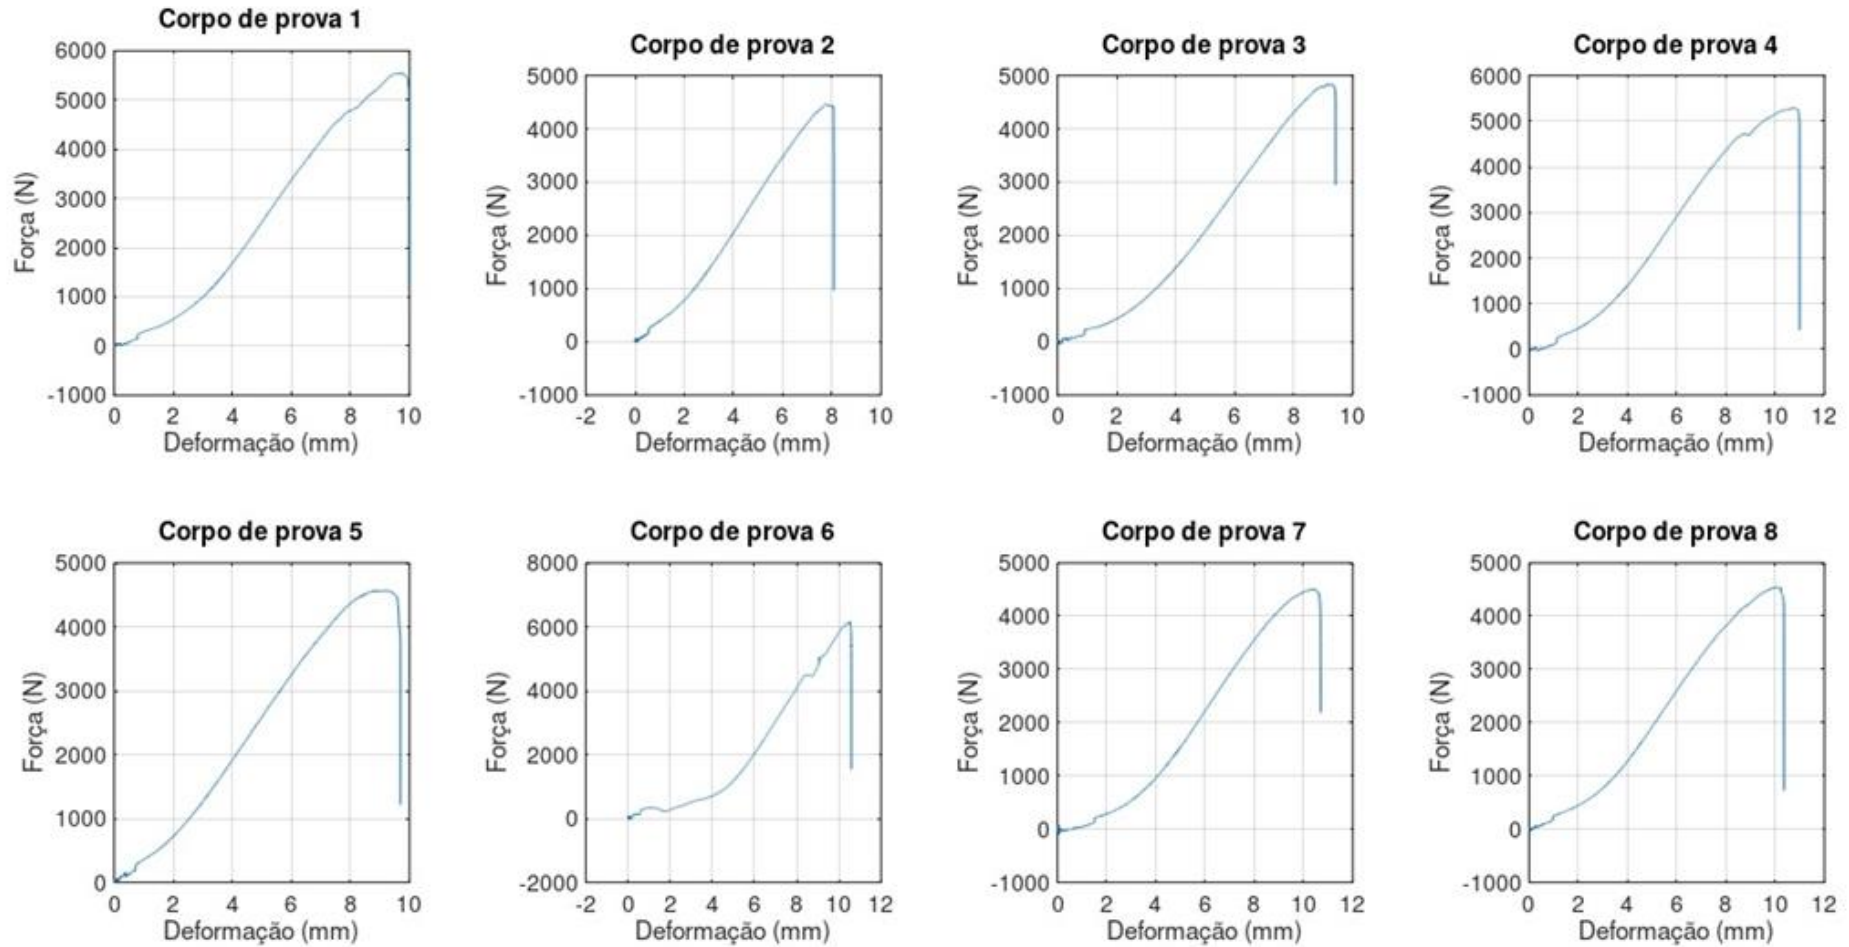 Corpo de prova 1
6000
5000
4000
3000
2000
1000
0
-1000
Força (N)
0 2 4 6 8 10
Deformação (mm)
Corpo de prova 2
5000
4000
3000
2000
1000
0
-1000
Força (N)
-2 0 2 4 6 8 10
Deformação (mm)
Corpo de prova 3
5000
4000
3000
2000
1000
0
-1000
Força (N)
0 2 4 6 8 10
Deformação (mm)
Corpo de prova 4
6000
5000
4000
3000
2000
1000
0
-1000
Força (N)
0 2 4 6 8 10 12
Deformação (mm)
Corpo de prova 5
5000
4000
3000
2000
1000
0
Força (N)
0 2 4 6 8 10
Deformação (mm)
Corpo de prova 6
8000
6000
4000
2000
0
-2000
Força (N)
-2 0 2 4 6 8 10 12
Deformação (mm)
Corpo de prova 7
5000
4000
3000
2000
1000
0
-1000
Força (N)
0 2 4 6 8 10 12
Deformação (mm)
Corpo de prova 8
5000
4000
3000
2000
1000
0
-1000
Força (N)
0 2 4 6 8 10 12
Deformação (mm)